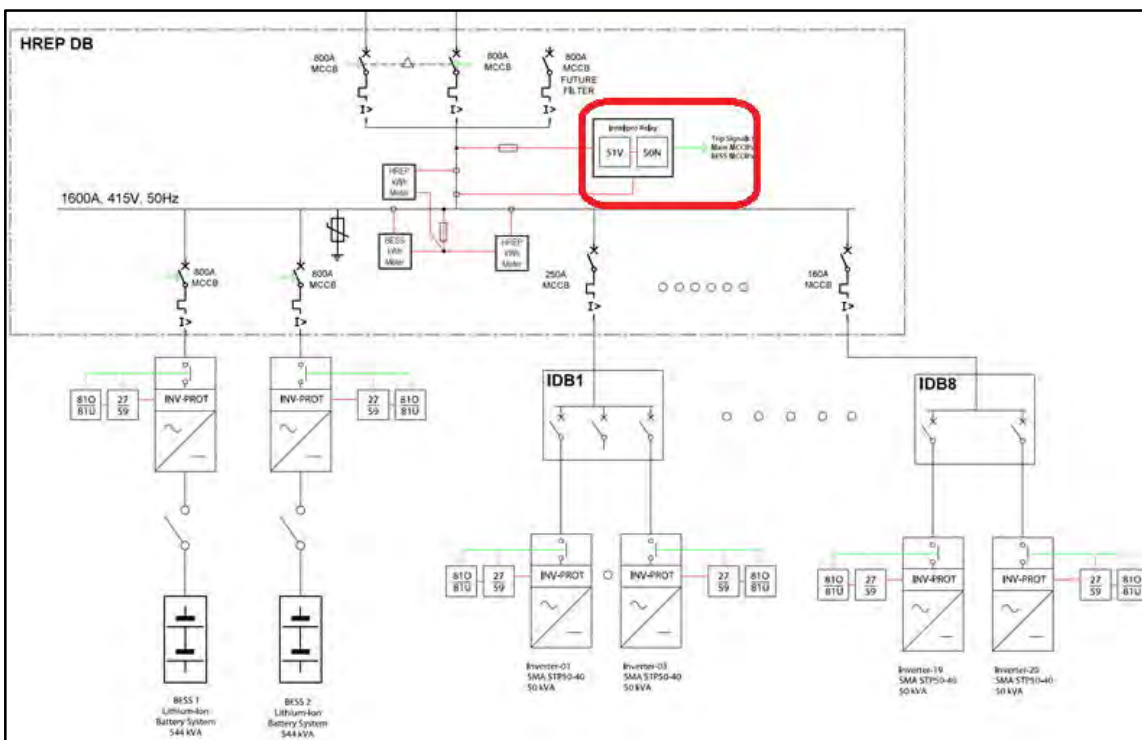 HREP DB
800A
MCCB
800A
MCCB
800A
MCCB
FUTURE
FILTER
I>
I>
I>
Intellipro Relay
51V
50N
Trip Signals
Main MCCB's
BESS MCCB's
HREP
kWh
Meter
1600A, 415V, 50Hz
BESS
kWh
Meter
HREP
kWh
Meter
800A
MCCB
800A
MCCB
250A
MCCB
160A
MCCB
I>
I>
I>
I>
IDB1
IDB8
81O
81U
27
59
INV-PROT
INV-PROT
27
59
81O
81U
81O
81U
27
59
INV-PROT
INV-PROT
27
59
81O
81U
81O
81U
27
59
INV-PROT
INV-PROT
27
59
81O
81U
BESS 1
Lithium-Ion
Battery System
544 kVA
BESS 2
Lithium-Ion
Battery System
544 kVA
Inverter-01
SMA STP50-40
50 kVA
Inverter-03
SMA STP50-40
50 kVA
Inverter-19
SMA STP50-40
50 kVA
Inverter-20
SMA STP50-40
50 kVA